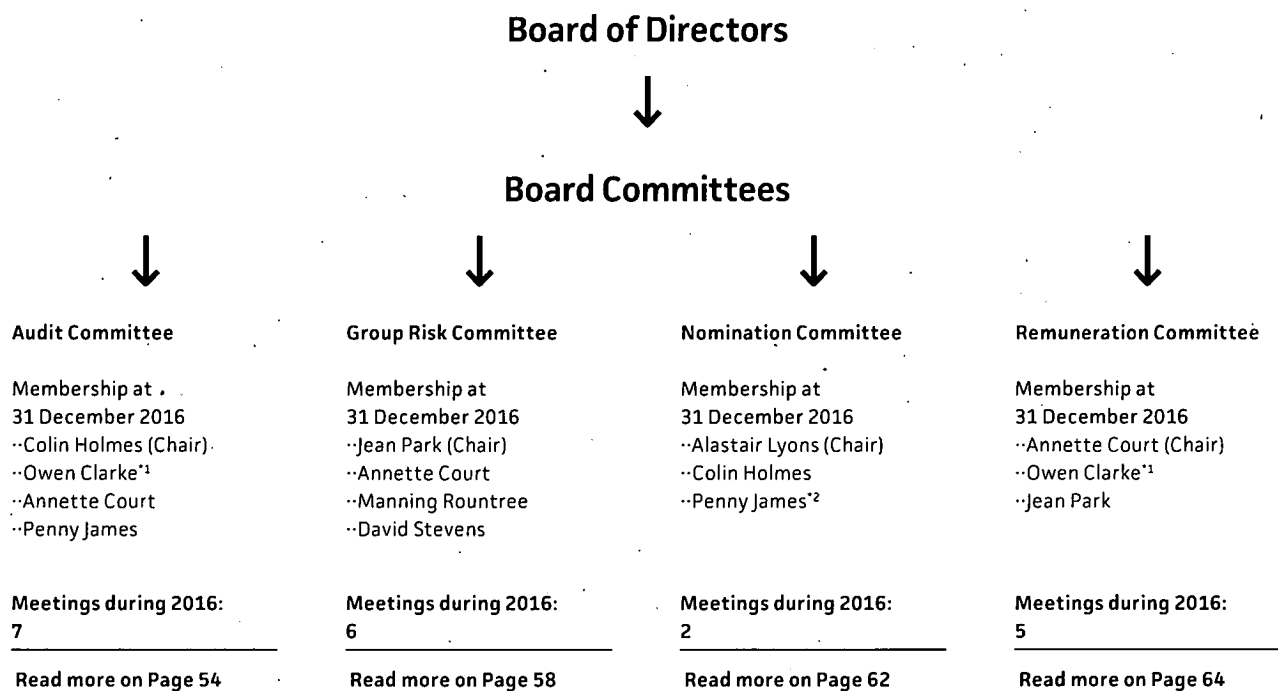 Board of Directors
↓
Board Committees
↓ ↓ ↓ ↓
Audit Committee
Membership at
31 December 2016
··Colin Holmes (Chair)
··Owen Clarke*1
··Annette Court
··Penny James
Meetings during 2016:
7
Read more on Page 54
Group Risk Committee
Membership at
31 December 2016
··Jean Park (Chair)
··Annette Court
··Manning Rountree
··David Stevens
Meetings during 2016:
6
Read more on Page 58
Nomination Committee
Membership at
31 December 2016
··Alastair Lyons (Chair)
··Colin Holmes
··Penny James*2
Meetings during 2016:
2
Read more on Page 62
Remuneration Committee
Membership at
31 December 2016
··Annette Court (Chair)
··Owen Clarke*1
··Jean Park
Meetings during 2016:
5
Read more on Page 64